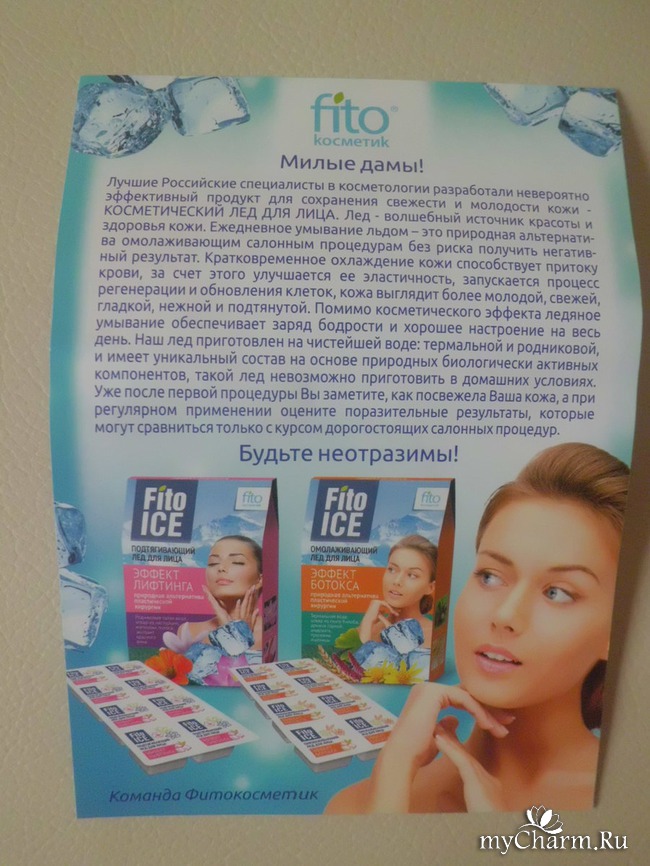 fito®
косметик
Милые дамы!
Лучшие Российские специалисты в косметологии разработали невероятно
эффективный продукт для сохранения свежести и молодости кожи -
КОСМЕТИЧЕСКИЙ ЛЕД ДЛЯ ЛИЦА. Лед - волшебный источник красоты и
здоровья кожи. Ежедневное умывание льдом – это природная альтернати-
ва омолаживающим салонным процедурам без риска получить негатив-
ный результат. Кратковременное охлаждение кожи способствует притоку
крови, за счет этого улучшается ее эластичность, запускается процесс
регенерации и обновления клеток, кожа выглядит более молодой, свежей,
гладкой, нежной и подтянутой. Помимо косметического эффекта ледяное
умывание обеспечивает заряд бодрости и хорошее настроение на весь
день. Наш лед приготовлен на чистейшей воде: термальной и родниковой,
и имеет уникальный состав на основе природных биологически активных
компонентов, такой лед невозможно приготовить в домашних условиях.
Уже после первой процедуры Вы заметите, как посвежела Ваша кожа, а при
регулярном применении оцените поразительные результаты, которые
могут сравниться только с курсом дорогостоящих салонных процедур.
Будьте неотразимы!
Fito
ICE
fito
ПОДТЯГИВАЮЩИЙ
ЛЕД ДЛЯ ЛИЦА
ЭФФЕКТ
ЛИФТИНГА
природная альтернатива
пластической
хирургии
Fito
ICE
fito
ОМОЛАЖИВАЮЩИЙ
ЛЕД ДЛЯ ЛИЦА
ЭФФЕКТ
БОТОКСА
природная альтернатива
пластической
хирургии
Команда Фитокосметик
myCharm.Ru